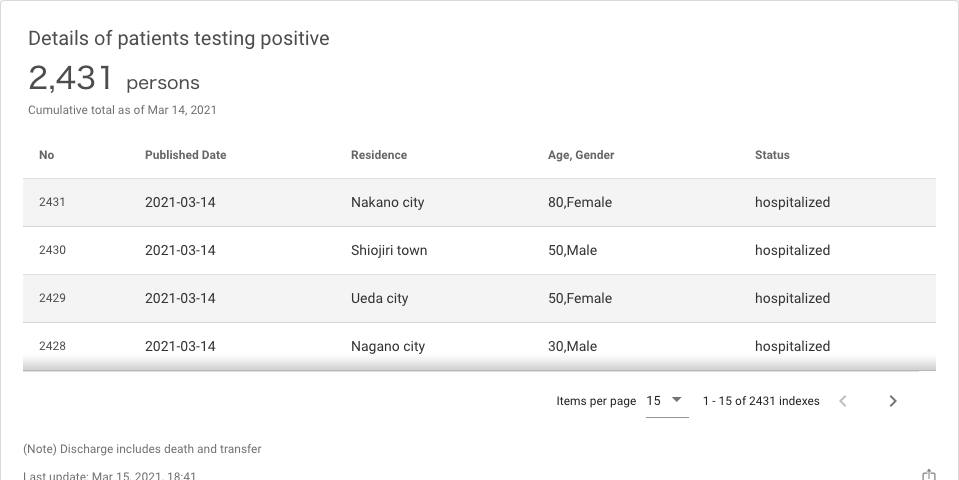 Details of patients testing positive
2,431 persons
Cumulative total as of Mar 14, 2021
No Published Date Residence Age, Gender Status
2431 2021-03-14 Nakano city 80,Female hospitalized
2430 2021-03-14 Shiojiri town 50,Male hospitalized
2429 2021-03-14 Ueda city 50,Female hospitalized
2428 2021-03-14 Nagano city 30,Male hospitalized
Items per page 15 1 - 15 of 2431 indexes
(Note) Discharge includes death and transfer
Last update: Mar 15, 2021, 18:41